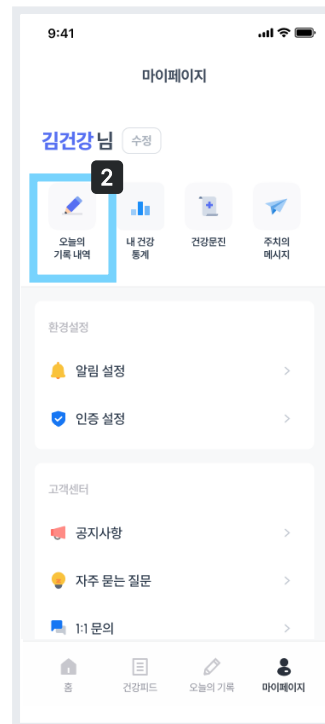 9:41
마이페이지
김건강 님 수정
2
오늘의
기록 내역
내 건강
통계
건강문진
주치의
메시지
환경설정
알림 설정
인증 설정
고객센터
공지사항
자주 묻는 질문
1:1 문의
홈
건강피드
오늘의 기록
마이페이지